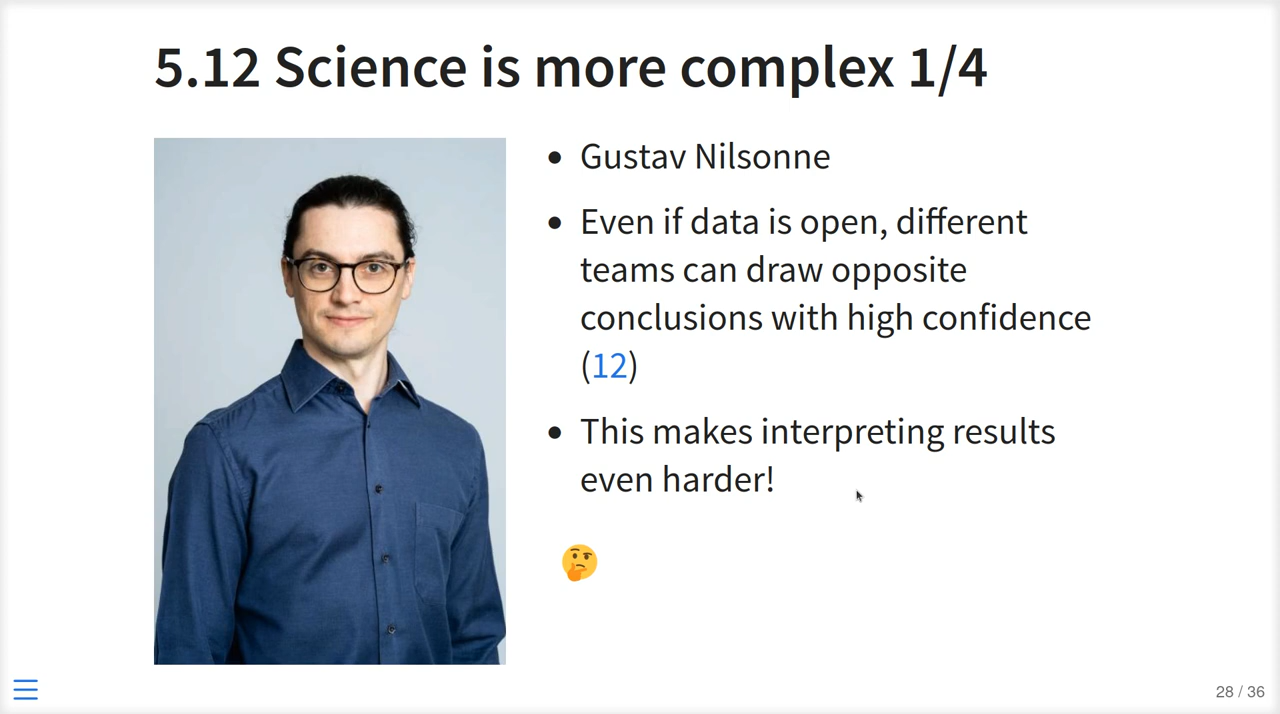 5.12 Science is more complex 1/4
• Gustav Nilsonne
• Even if data is open, different
teams can draw opposite
conclusions with high confidence
(12)
• This makes interpreting results
even harder!
🤔
28 / 36